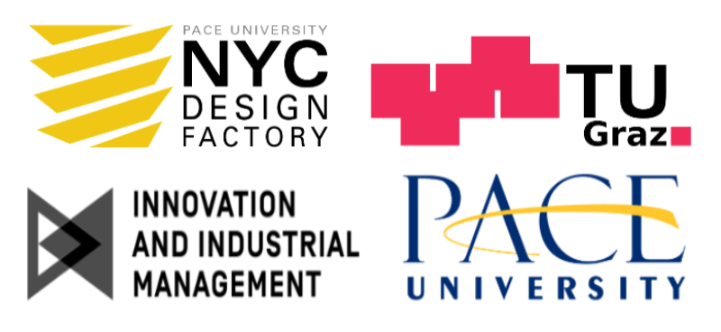 PACE UNIVERSITY
NYC
DESIGN
FACTORY
TU
Graz
INNOVATION
AND INDUSTRIAL
MANAGEMENT
PACE
UNIVERSITY